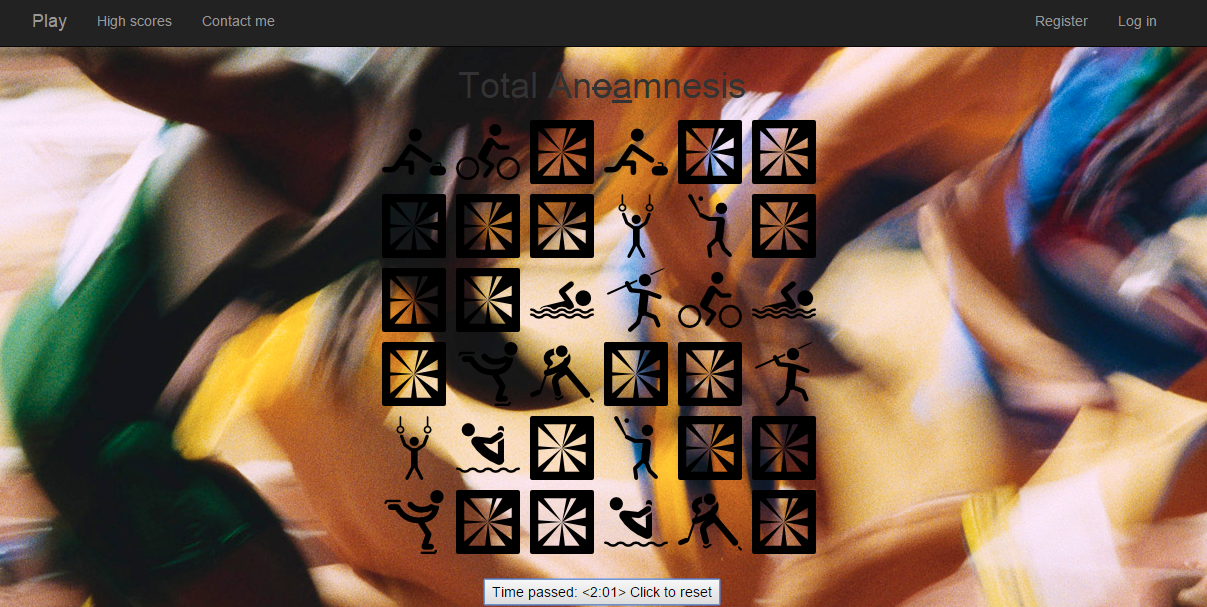 Play High scores Contact me Register Log in
Total Aneamnesis
Time passed: <2:01> Click to reset